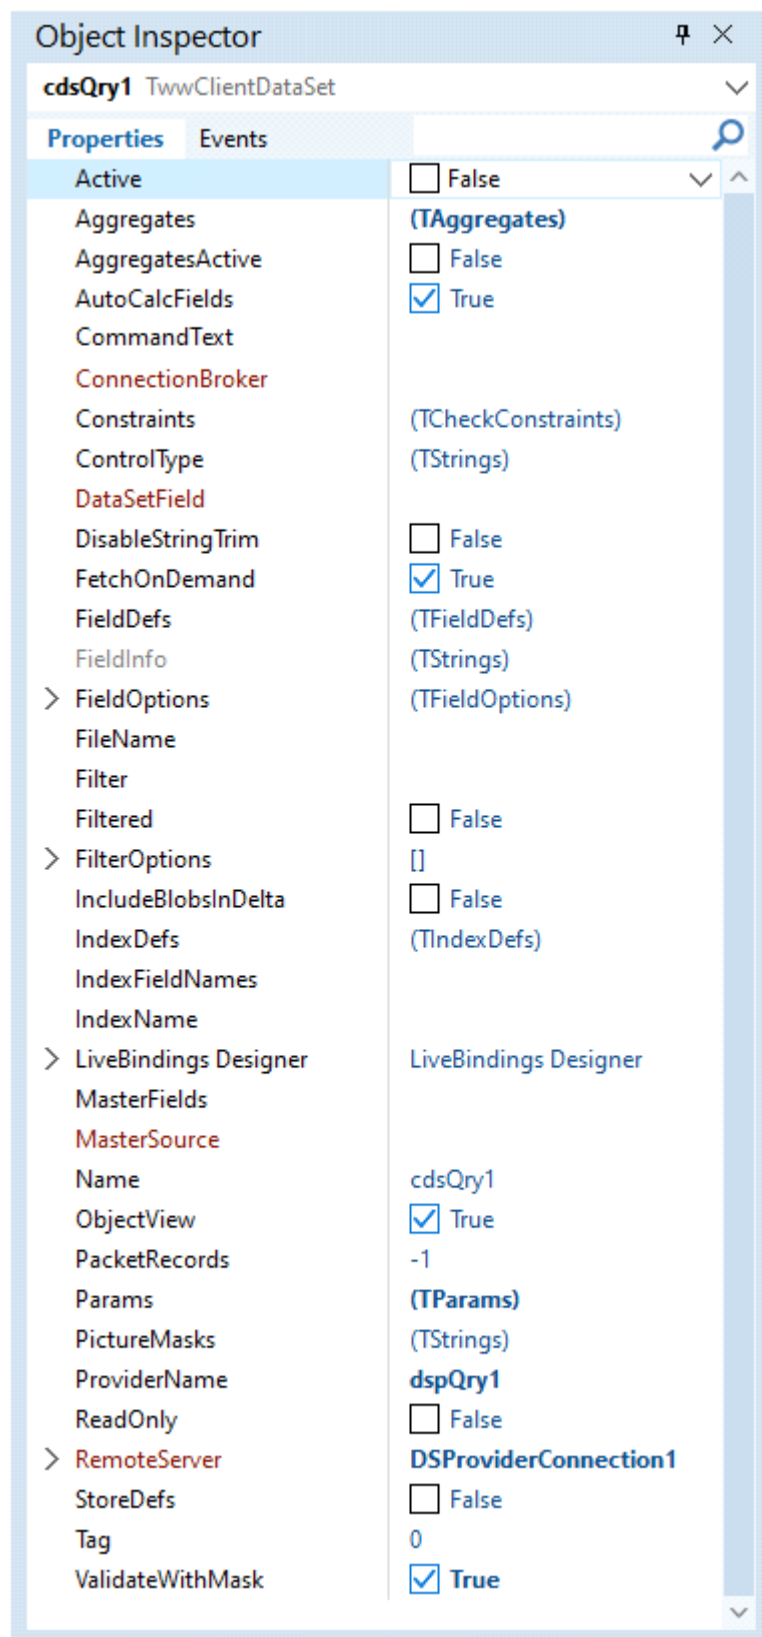 Object Inspector
cdsQry1 TwwClientDataSet
Properties Events
Active False
Aggregates (TAggregates)
AggregatesActive False
AutoCalcFields True
CommandText
ConnectionBroker
Constraints (TCheckConstraints)
ControlType (TStrings)
DataSetField
DisableStringTrim False
FetchOnDemand True
FieldDefs (TFieldDefs)
FieldInfo (TStrings)
FieldOptions (TFieldOptions)
FileName
Filter
Filtered False
FilterOptions []
IncludeBlobsInDelta False
IndexDefs (TIndexDefs)
IndexFieldNames
IndexName
LiveBindings Designer LiveBindings Designer
MasterFields
MasterSource
Name cdsQry1
ObjectView True
PacketRecords -1
Params (TParams)
PictureMasks (TStrings)
ProviderName dspQry1
ReadOnly False
RemoteServer DSProviderConnection1
StoreDefs False
Tag 0
ValidateWithMask True